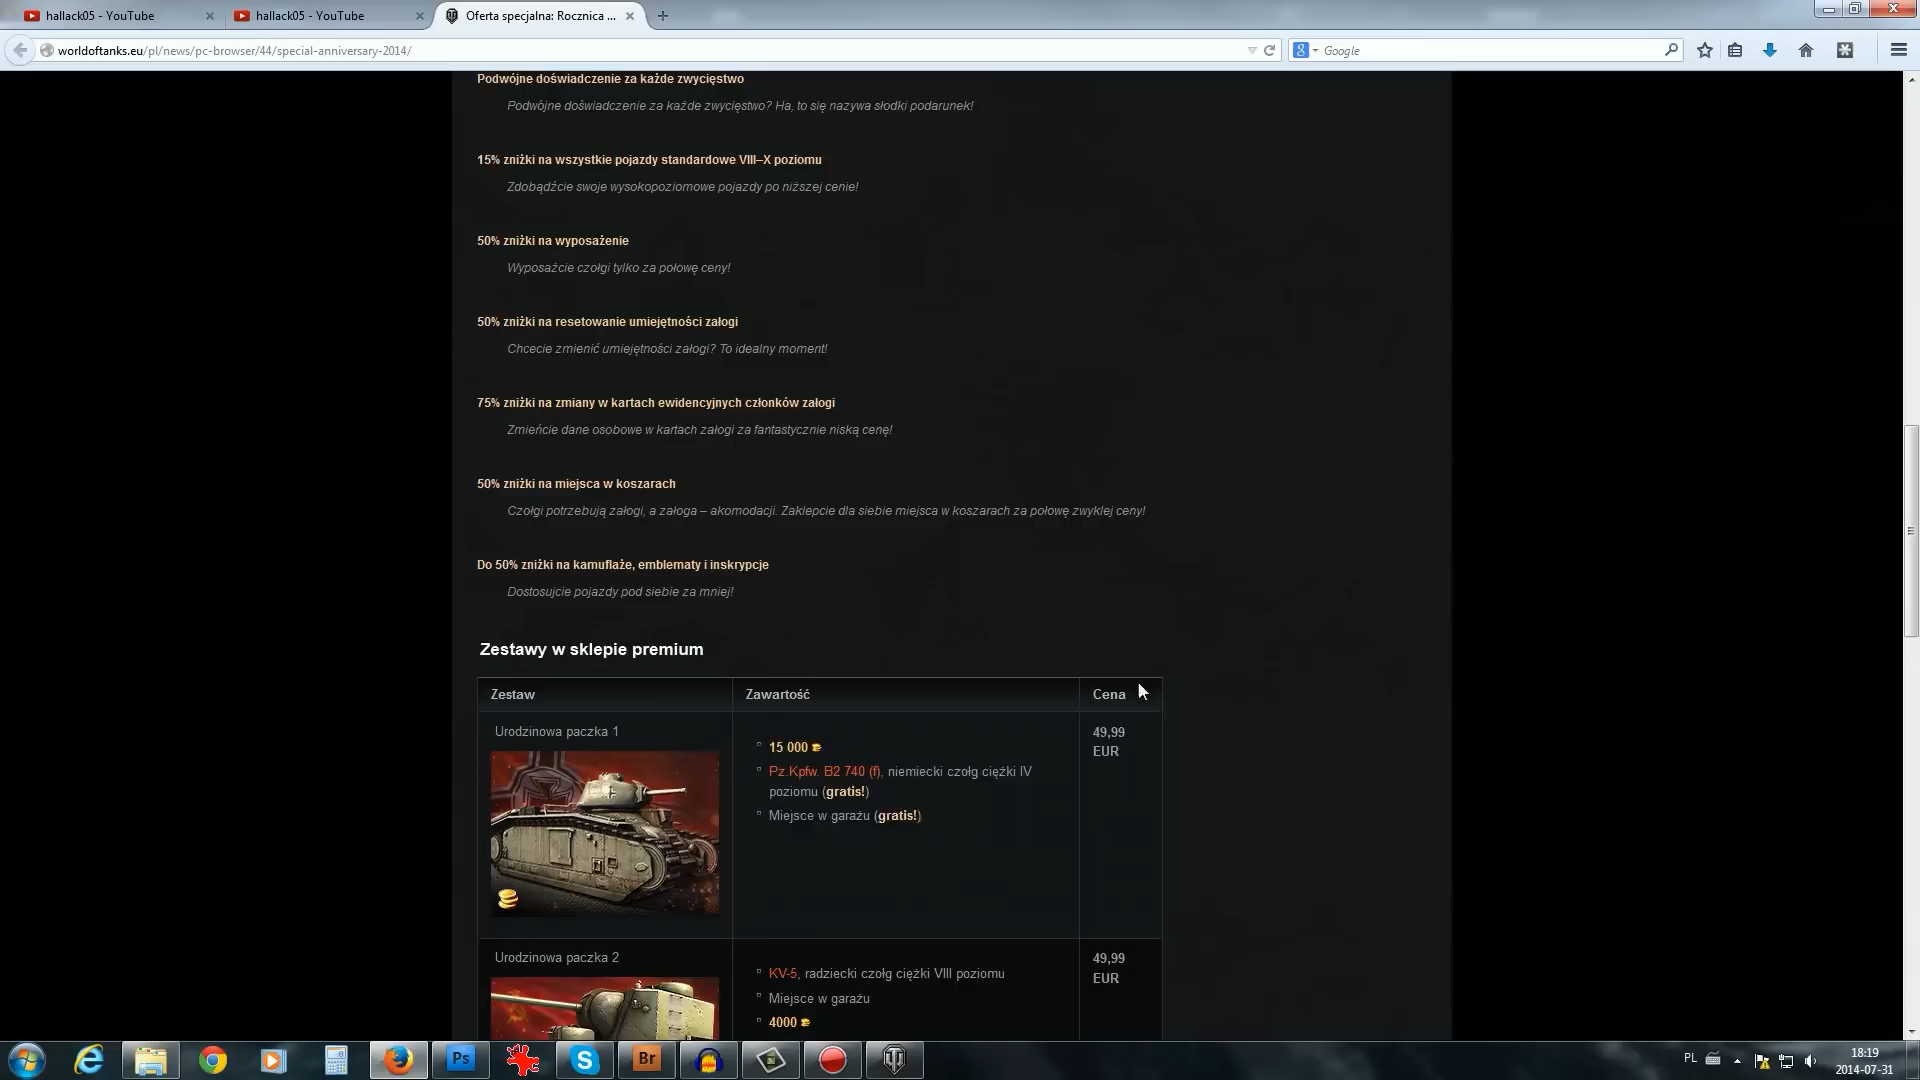 hallack05 - YouTube
hallack05 - YouTube
Oferta specjalna: Rocznica ...
worldoftanks.eu/pl/news/pc-browser/44/special-anniversary-2014/
Google
Podwójne doświadczenie za każde zwycięstwo
Podwójne doświadczenie za każde zwycięstwo? Ha, to się nazywa słodki podarunek!
15% zniżki na wszystkie pojazdy standardowe VIII–X poziomu
Zdobądźcie swoje wysokopoziomowe pojazdy po niższej cenie!
50% zniżki na wyposażenie
Wyposażcie czołgi tylko za połowę ceny!
50% zniżki na resetowanie umiejętności załogi
Chcecie zmienić umiejętności załogi? To idealny moment!
75% zniżki na zmiany w kartach ewidencyjnych członków załogi
Zmieńcie dane osobowe w kartach załogi za fantastycznie niską cenę!
50% zniżki na miejsca w koszarach
Czołgi potrzebują załogi, a załoga – akomodacji. Zaklepcie dla siebie miejsca w koszarach za połowę zwykłej ceny!
Do 50% zniżki na kamuflaże, emblematy i inskrypcje
Dostosujcie pojazdy pod siebie za mniej!
Zestawy w sklepie premium
Zestaw Zawartość Cena
Urodzinowa paczka 1
15 000
Pz.Kpfw. B2 740 (f), niemiecki czołg ciężki IV
poziomu (gratis!)
Miejsce w garażu (gratis!)
49,99
EUR
Urodzinowa paczka 2
KV-5, radziecki czołg ciężki VIII poziomu
Miejsce w garażu
4000
49,99
EUR
Ps
Br
PL
18:19
2014-07-31